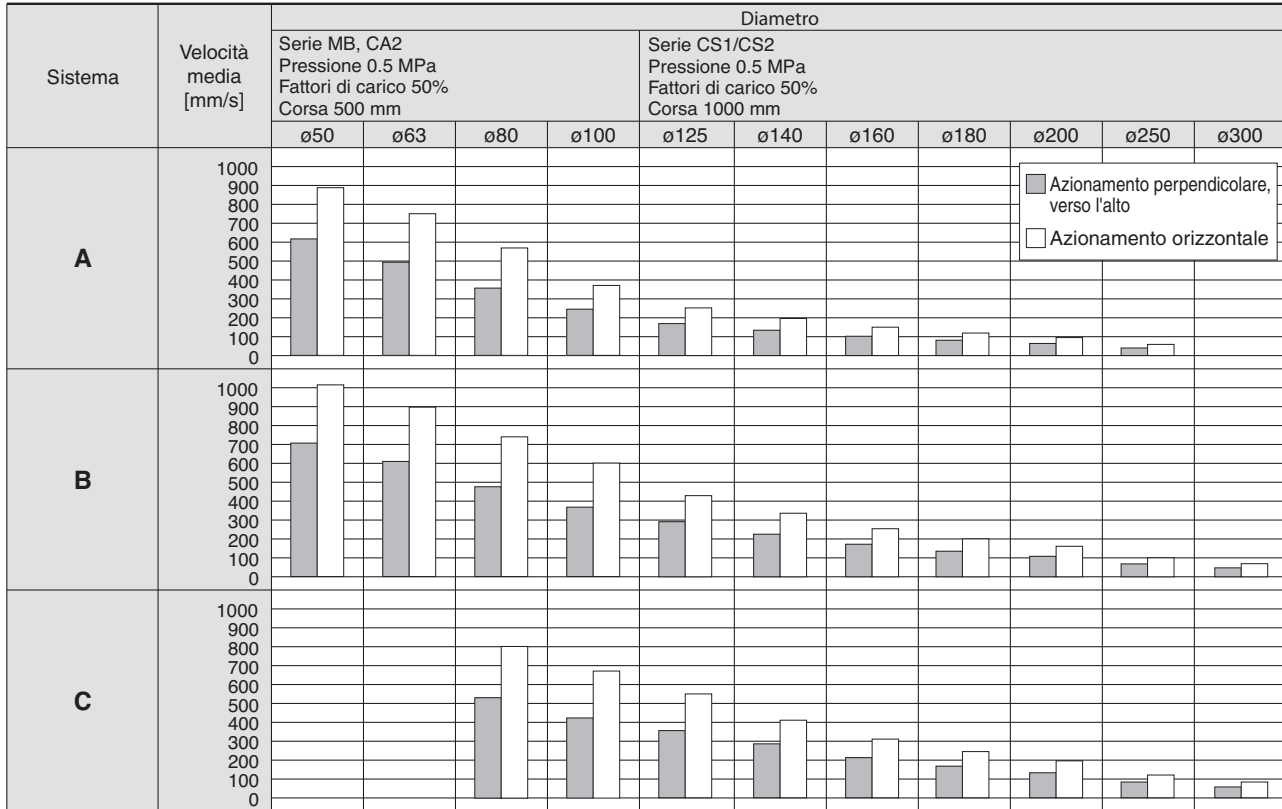 Diametro
Sistema
Velocità
media
[mm/s]
Serie MB, CA2
Pressione 0.5 MPa
Fattori di carico 50%
Corsa 500 mm
Serie CS1/CS2
Pressione 0.5 MPa
Fattori di carico 50%
Corsa 1000 mm
ø50 ø63 ø80 ø100 ø125 ø140 ø160 ø180 ø200 ø250 ø300
A
1000
900
800
700
600
500
400
300
200
100
0
Azionamento perpendicolare,
verso l'alto
Azionamento orizzontale
B
1000
900
800
700
600
500
400
300
200
100
0
C
1000
900
800
700
600
500
400
300
200
100
0